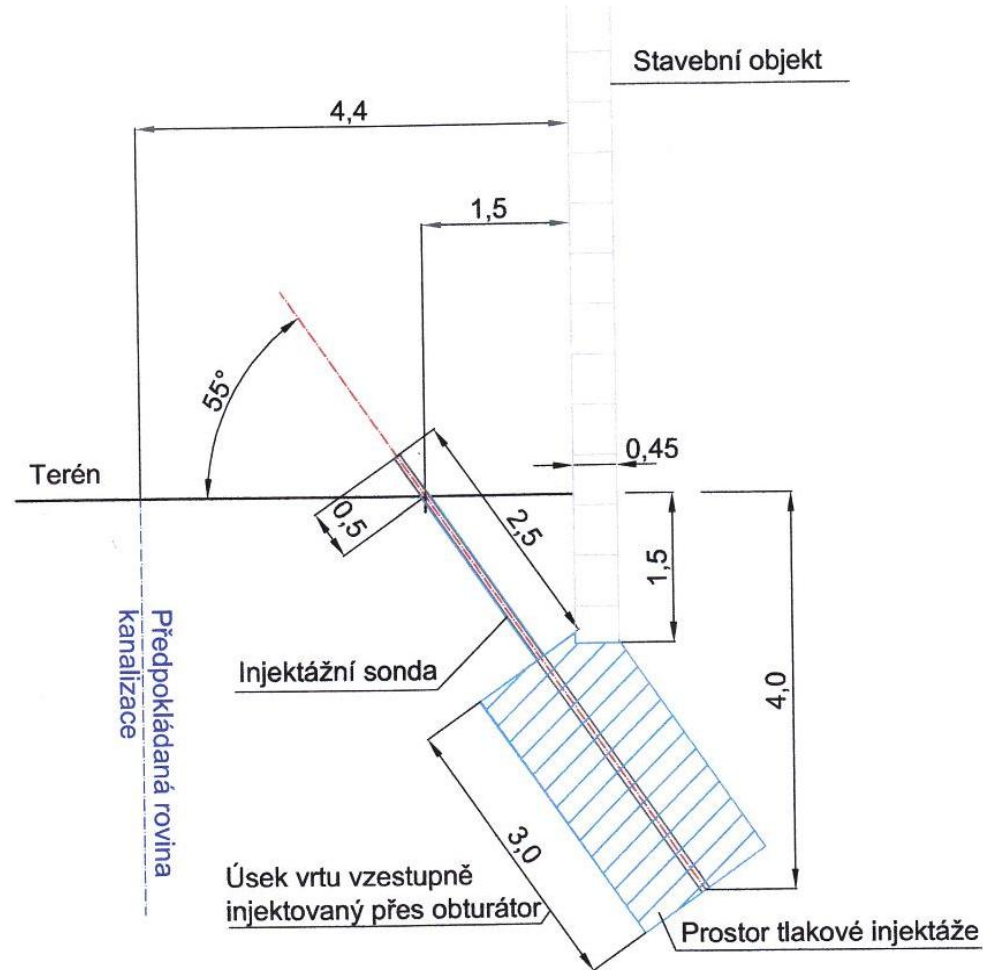 Stavební objekt
4,4
1,5
55°
0,45
Terén
0,5
2,5
1,5
Předpokládaná rovina
kanalizace
Injektážní sonda
4,0
3,0
Úsek vrtu vzestupně
injektovaný přes obturátor
Prostor tlakové injektáže